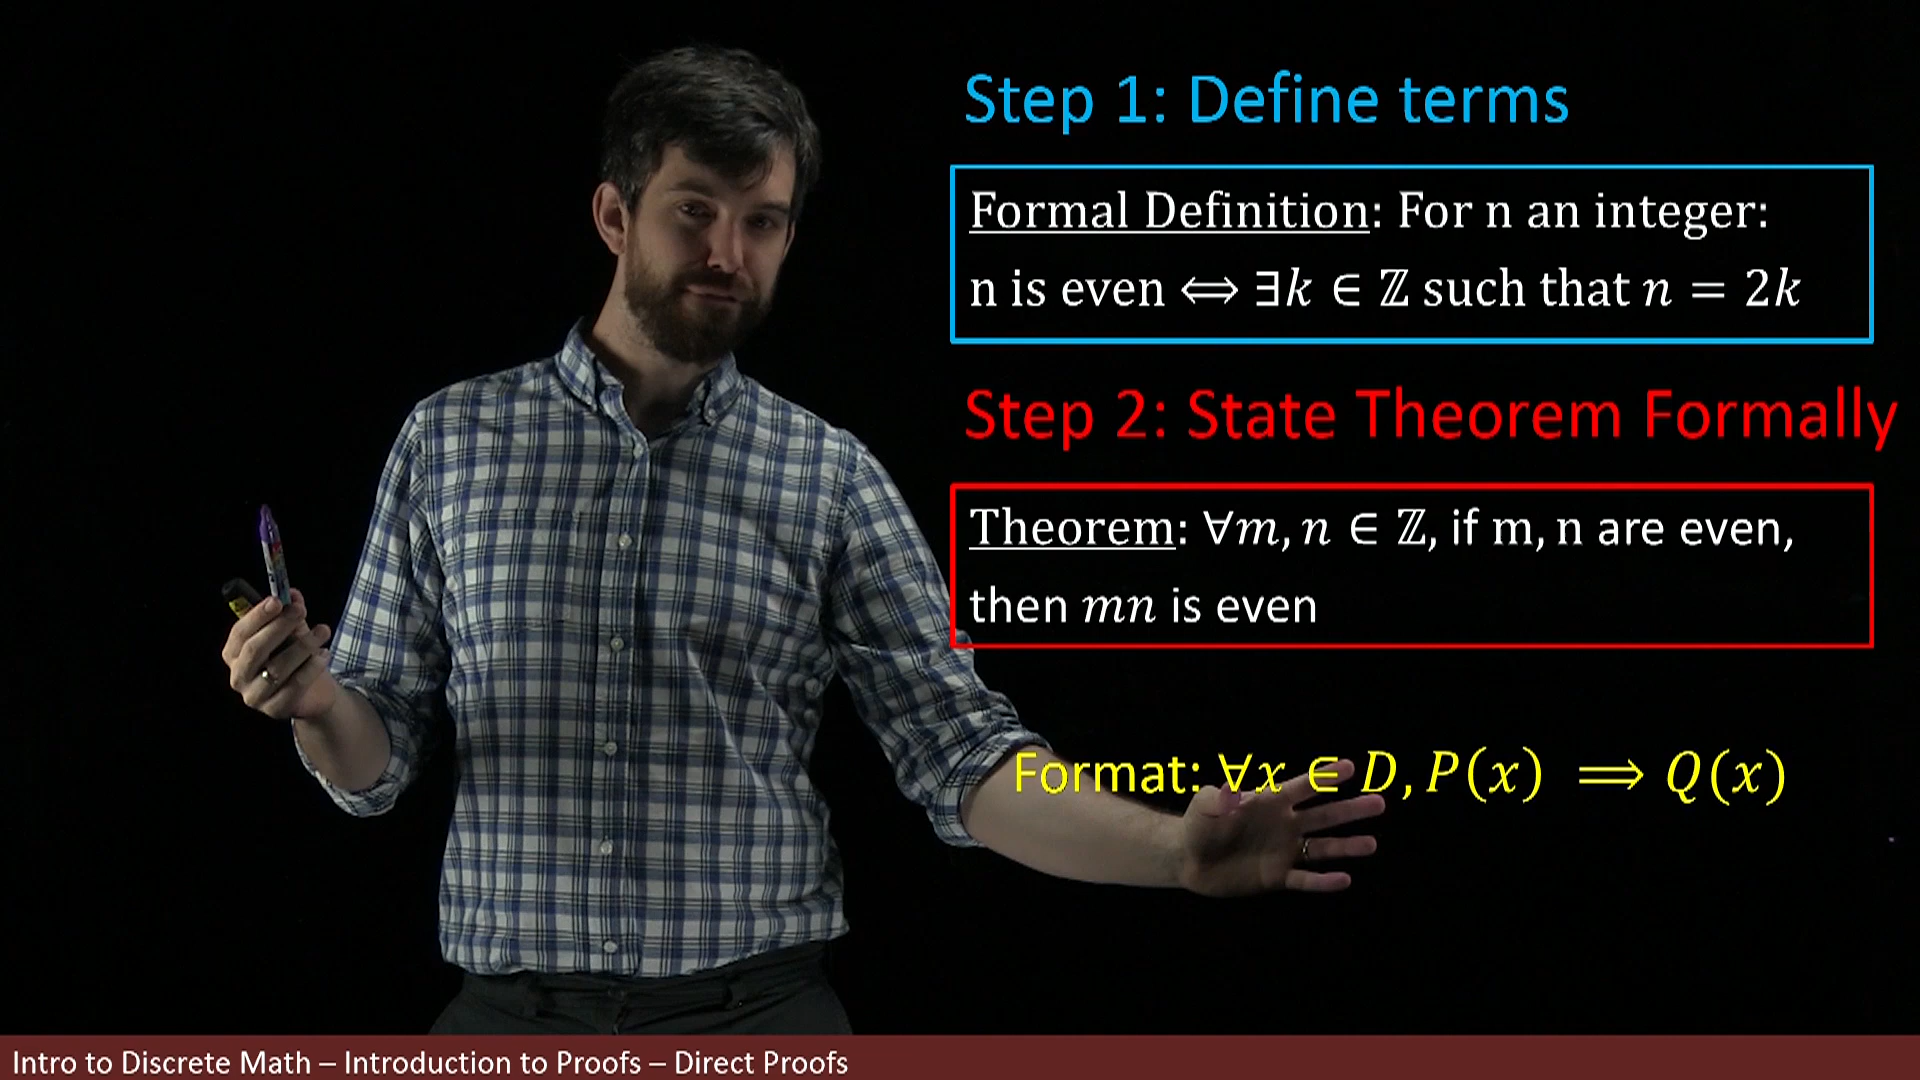 Step 1: Define terms
Formal Definition: For n an integer:
n is even ⟺ ∃k ∈ ℤ such that n = 2k
Step 2: State Theorem Formally
Theorem: ∀m, n ∈ ℤ, if m, n are even,
then mn is even
Format: ∀x ∈ D, P(x) ⟹ Q(x)
Intro to Discrete Math – Introduction to Proofs – Direct Proofs